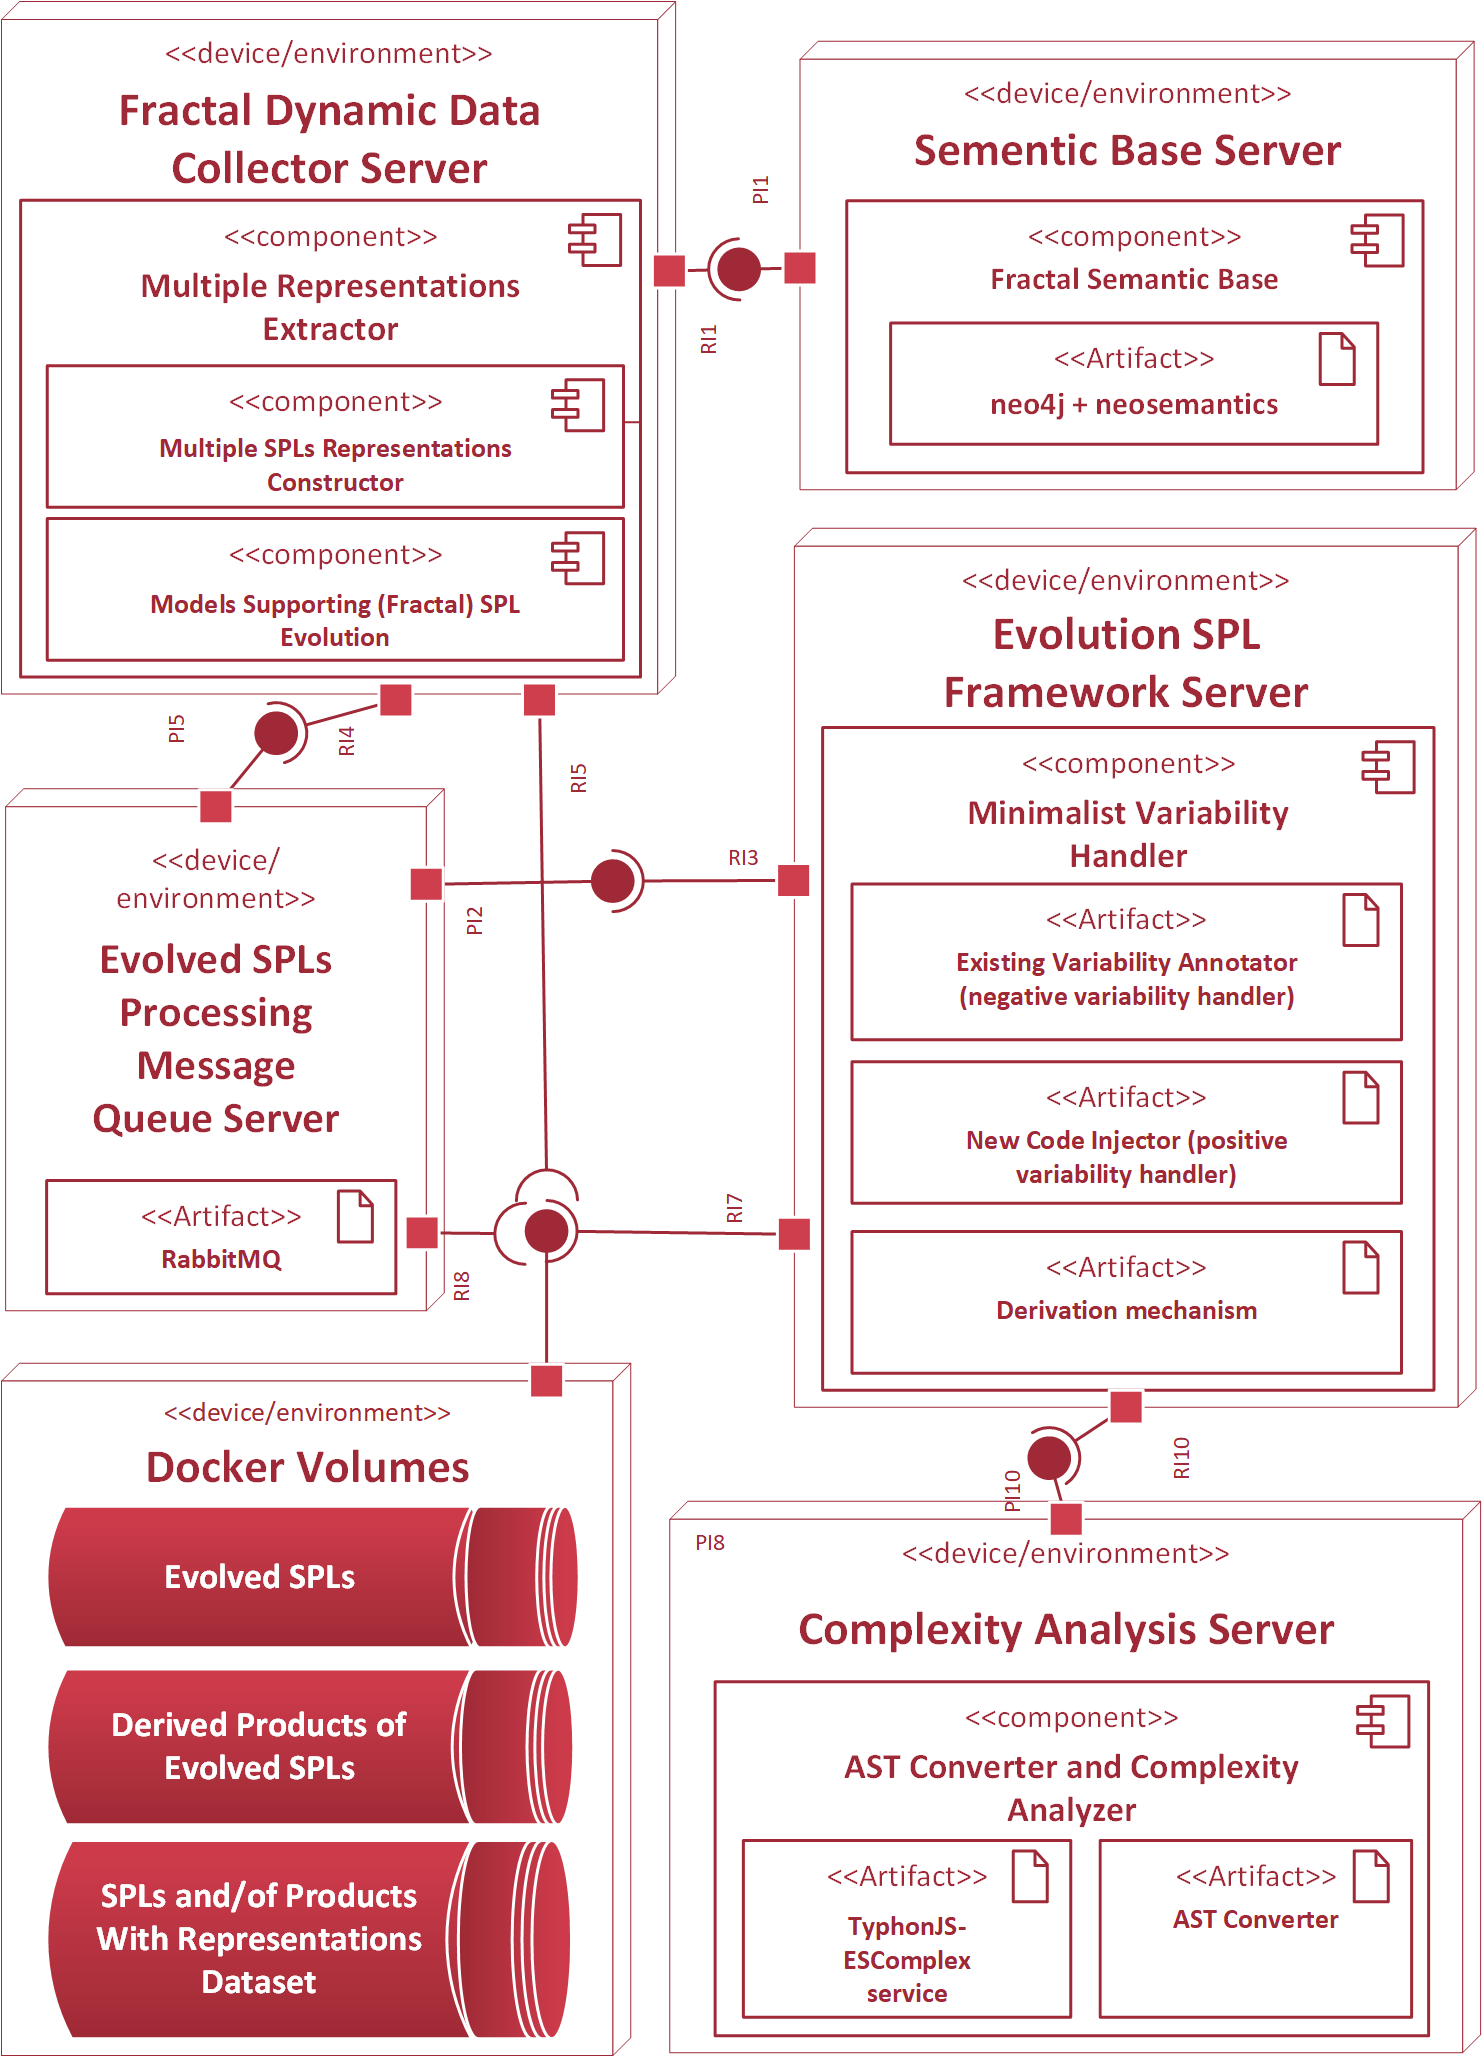 <<device/environment>>
Fractal Dynamic Data
Collector Server
<<component>>
Multiple Representations
Extractor
<<component>>
Multiple SPLs Representations
Constructor
<<component>>
Models Supporting (Fractal) SPL
Evolution
PI1
RI1
<<device/environment>>
Sementic Base Server
<<component>>
Fractal Semantic Base
<<Artifact>>
neo4j + neosemantics
PI5
RI4
RI5
<<device/
environment>>
Evolved SPLs
Processing
Message
Queue Server
<<Artifact>>
RabbitMQ
PI2
RI3
RI7
RI8
<<device/environment>>
Evolution SPL
Framework Server
<<component>>
Minimalist Variability
Handler
<<Artifact>>
Existing Variability Annotator
(negative variability handler)
<<Artifact>>
New Code Injector (positive
variability handler)
<<Artifact>>
Derivation mechanism
<<device/environment>>
Docker Volumes
Evolved SPLs
Derived Products of
Evolved SPLs
SPLs and/of Products
With Representations
Dataset
RI10
PI10
PI8
<<device/environment>>
Complexity Analysis Server
<<component>>
AST Converter and Complexity
Analyzer
<<Artifact>>
TyphonJS-
ESComplex
service
<<Artifact>>
AST Converter